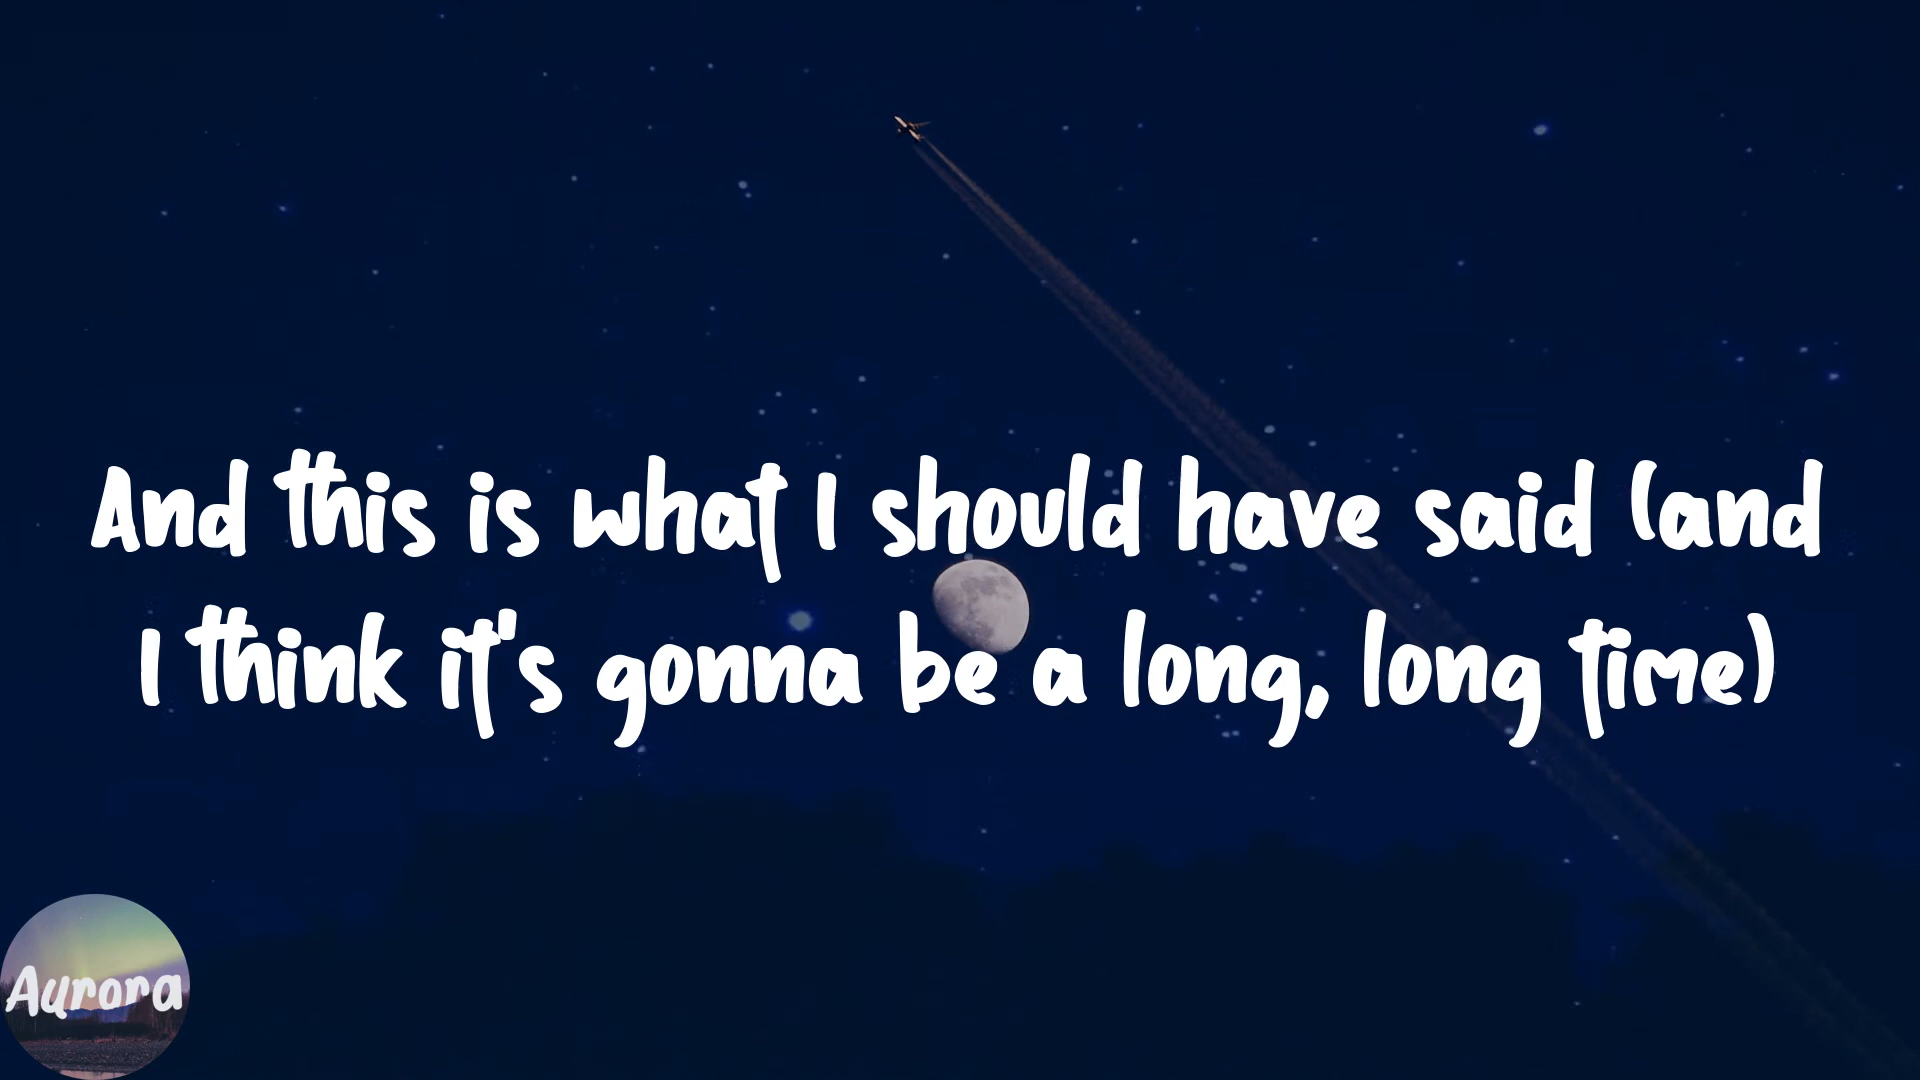 And this is what I should have said (and
I think it's gonna be a long, long time)
Aurora